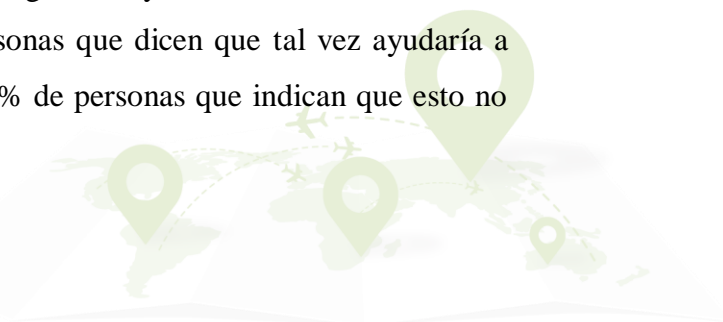 sonas que dicen que tal vez ayudaría a
% de personas que indican que esto no